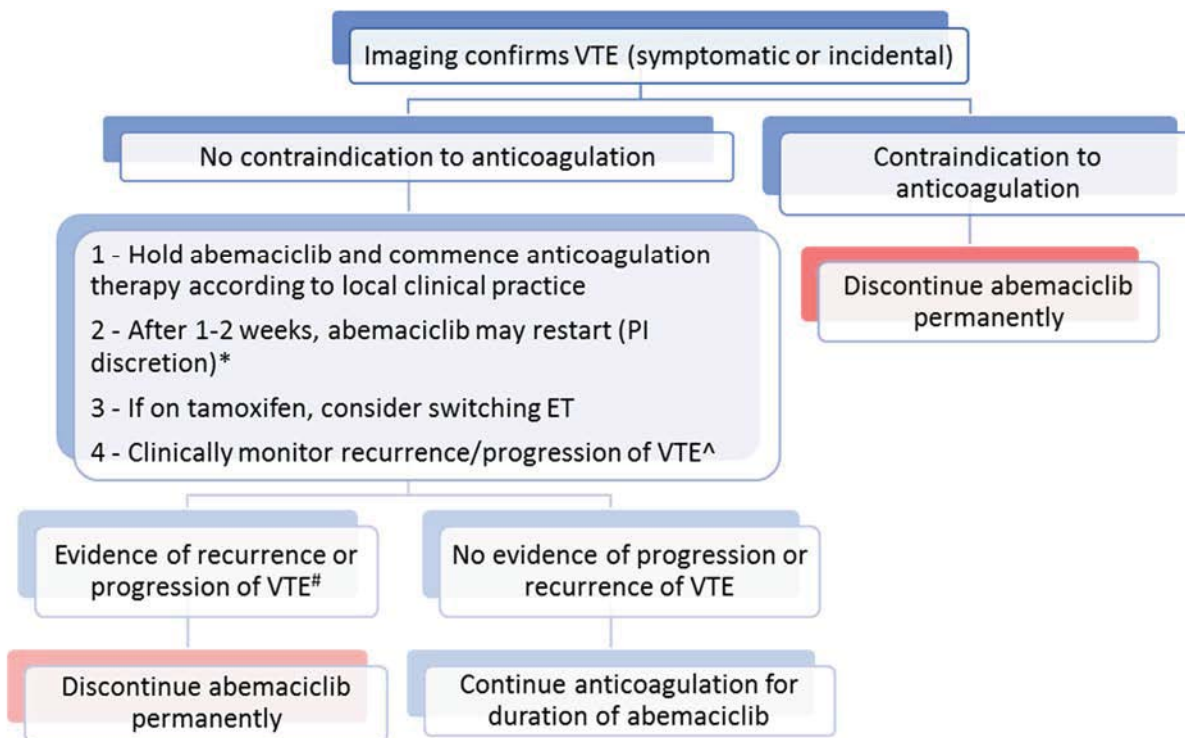 Imaging confirms VTE (symptomatic or incidental)
No contraindication to anticoagulation
Contraindication to
anticoagulation
1 - Hold abemaciclib and commence anticoagulation
therapy according to local clinical practice
2 - After 1-2 weeks, abemaciclib may restart (PI
discretion)*
3 - If on tamoxifen, consider switching ET
4 - Clinically monitor recurrence/progression of VTE^
Discontinue abemaciclib
permanently
Evidence of recurrence or
progression of VTE#
No evidence of progression or
recurrence of VTE
Discontinue abemaciclib
permanently
Continue anticoagulation for
duration of abemaciclib